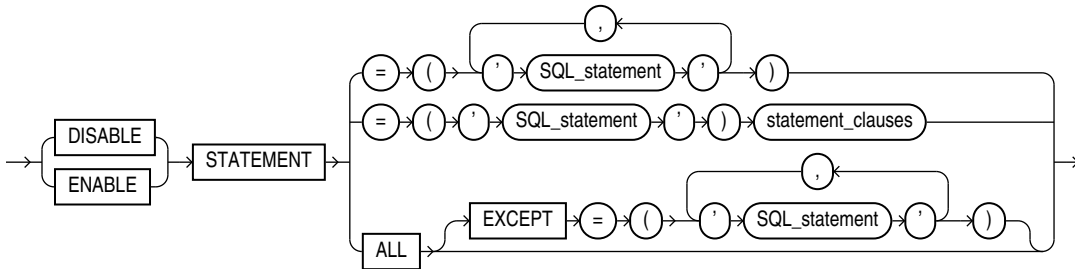 ,
= ( ’ SQL_statement ’ )
= ( ’ SQL_statement ’ ) statement_clauses
DISABLE
STATEMENT
ENABLE
,
EXCEPT = ( ’ SQL_statement ’ )
ALL